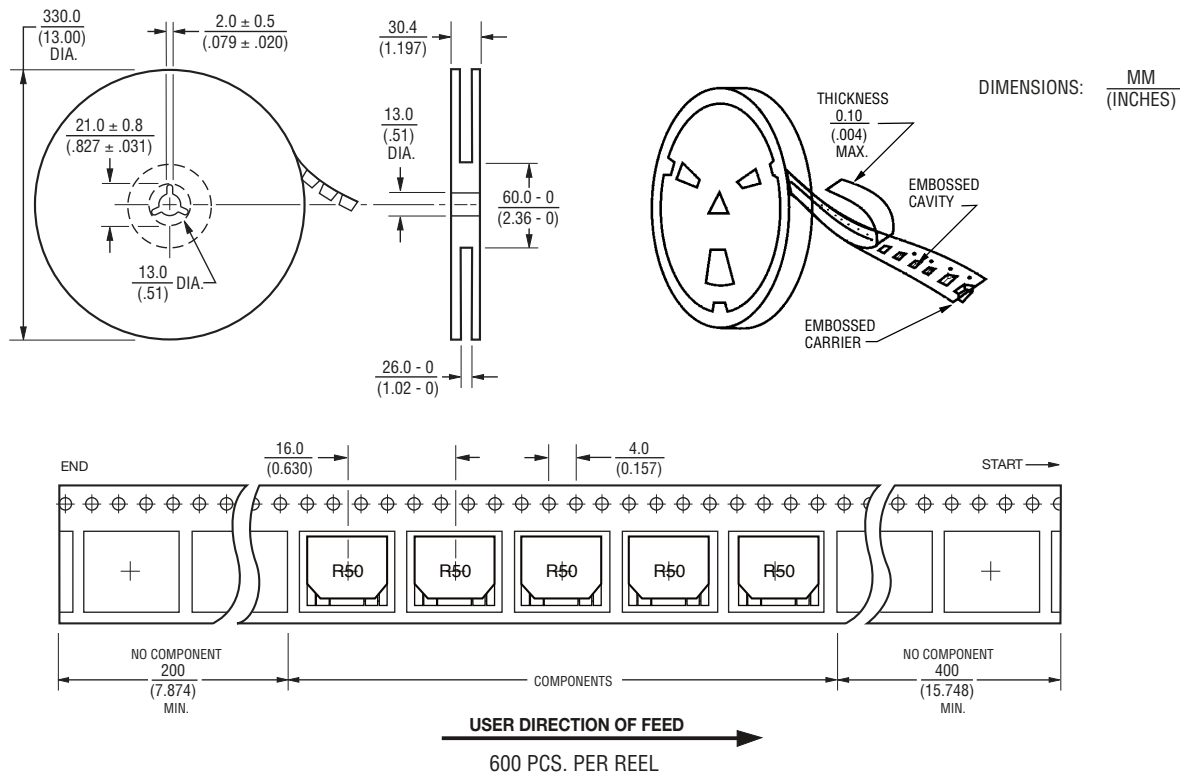 330.0
(13.00)
DIA.
2.0 ± 0.5
(.079 ± .020)
21.0 ± 0.8
(.827 ± .031)
13.0
(.51)
DIA.
30.4
(1.197)
13.0
(.51)
DIA.
60.0 - 0
(2.36 - 0)
26.0 - 0
(1.02 - 0)
THICKNESS
0.10
(.004)
MAX.
EMBOSSED
CAVITY
EMBOSSED
CARRIER
DIMENSIONS:
MM
(INCHES)
END
16.0
(0.630)
4.0
(0.157)
START
R50
R50
R50
R50
R50
NO COMPONENT
200
(7.874)
MIN.
COMPONENTS
NO COMPONENT
400
(15.748)
MIN.
USER DIRECTION OF FEED
600 PCS. PER REEL